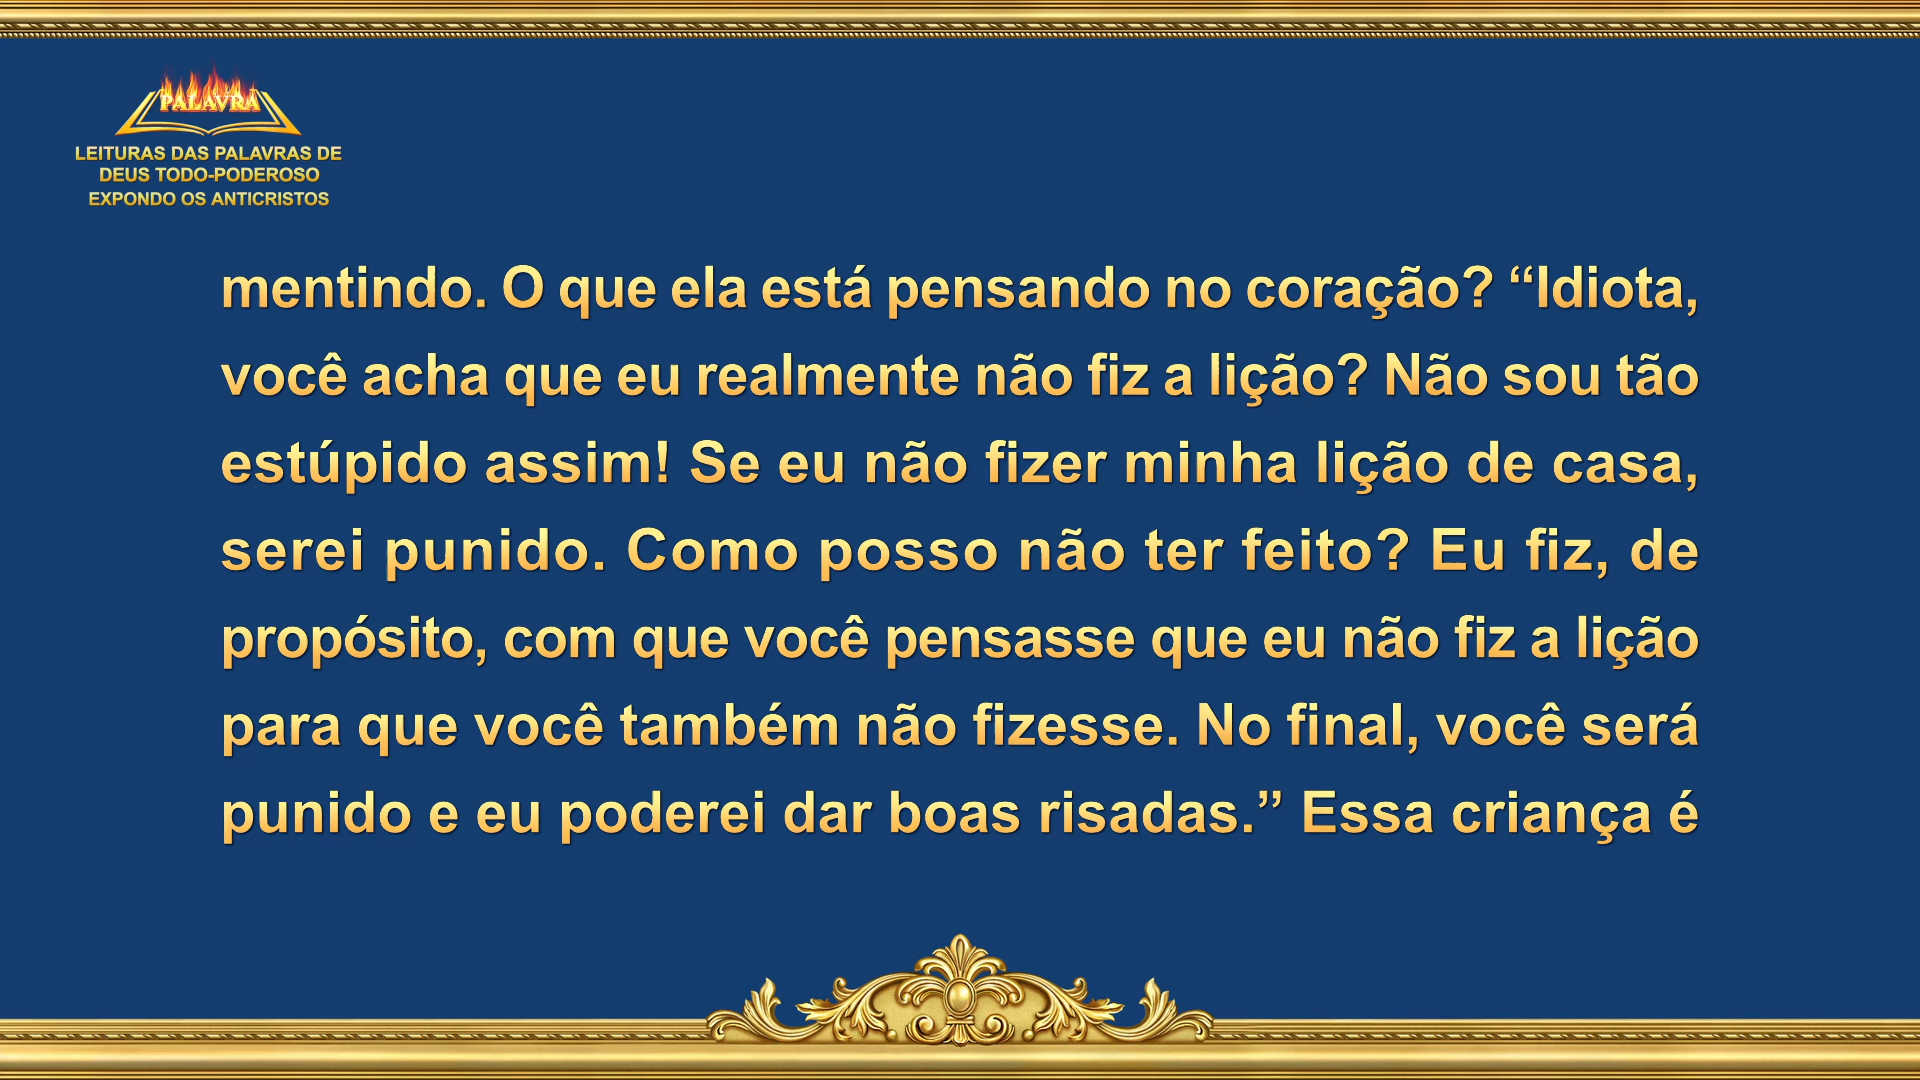 PALAVRA
LEITURAS DAS PALAVRAS DE
DEUS TODO-PODEROSO
EXPONDO OS ANTICRISTOS
mentindo. O que ela está pensando no coração? “Idiota,
você acha que eu realmente não fiz a lição? Não sou tão
estúpido assim! Se eu não fizer minha lição de casa,
serei punido. Como posso não ter feito? Eu fiz, de
propósito, com que você pensasse que eu não fiz a lição
para que você também não fizesse. No final, você será
punido e eu poderei dar boas risadas.” Essa criança é